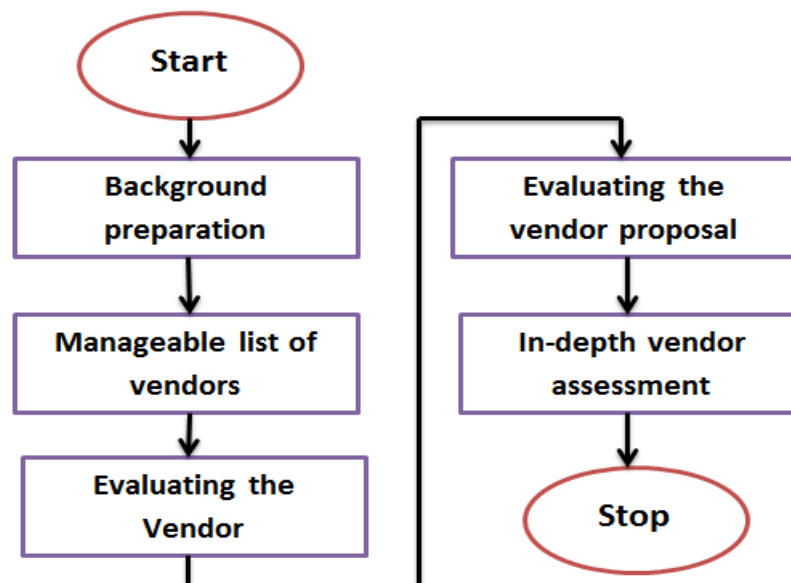 Start
Background
preparation
Manageable list of
vendors
Evaluating the
Vendor
Evaluating the
vendor proposal
In-depth vendor
assessment
Stop